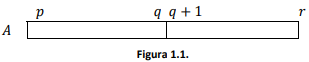 p q q + 1 r
A
Figura 1.1.